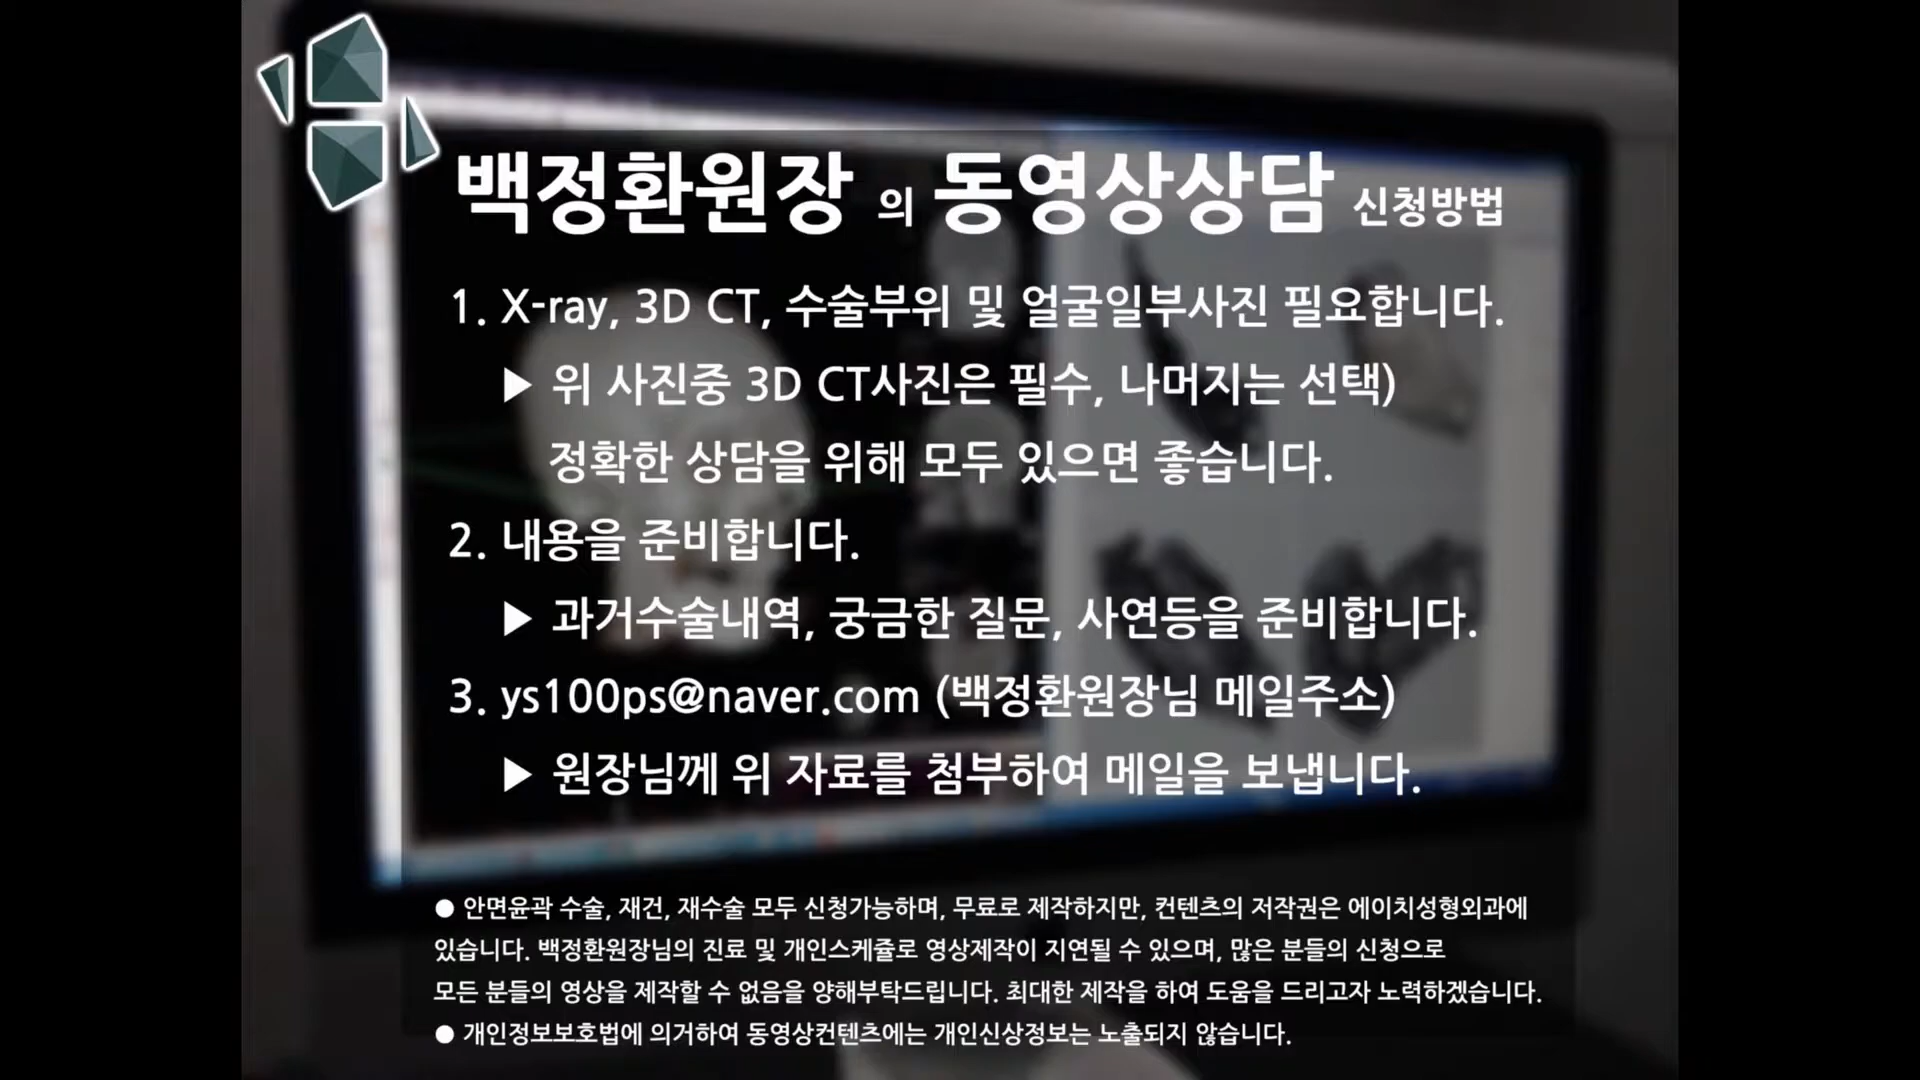 백정환원장 의 동영상상담 신청방법
1. X-ray, 3D CT, 수술부위 및 얼굴일부사진 필요합니다.
▶ 위 사진중 3D CT사진은 필수, 나머지는 선택)
정확한 상담을 위해 모두 있으면 좋습니다.
2. 내용을 준비합니다.
▶ 과거수술내역, 궁금한 질문, 사연등을 준비합니다.
3. ys100ps@naver.com (백정환원장님 메일주소)
▶ 원장님께 위 자료를 첨부하여 메일을 보냅니다.
● 안면윤곽 수술, 재건, 재수술 모두 신청가능하며, 무료로 제작하지만, 컨텐츠의 저작권은 에이치성형외과에
있습니다. 백정환원장님의 진료 및 개인스케쥴로 영상제작이 지연될 수 있으며, 많은 분들의 신청으로
모든 분들의 영상을 제작할 수 없음을 양해부탁드립니다. 최대한 제작을 하여 도움을 드리고자 노력하겠습니다.
● 개인정보보호법에 의거하여 동영상컨텐츠에는 개인신상정보는 노출되지 않습니다.